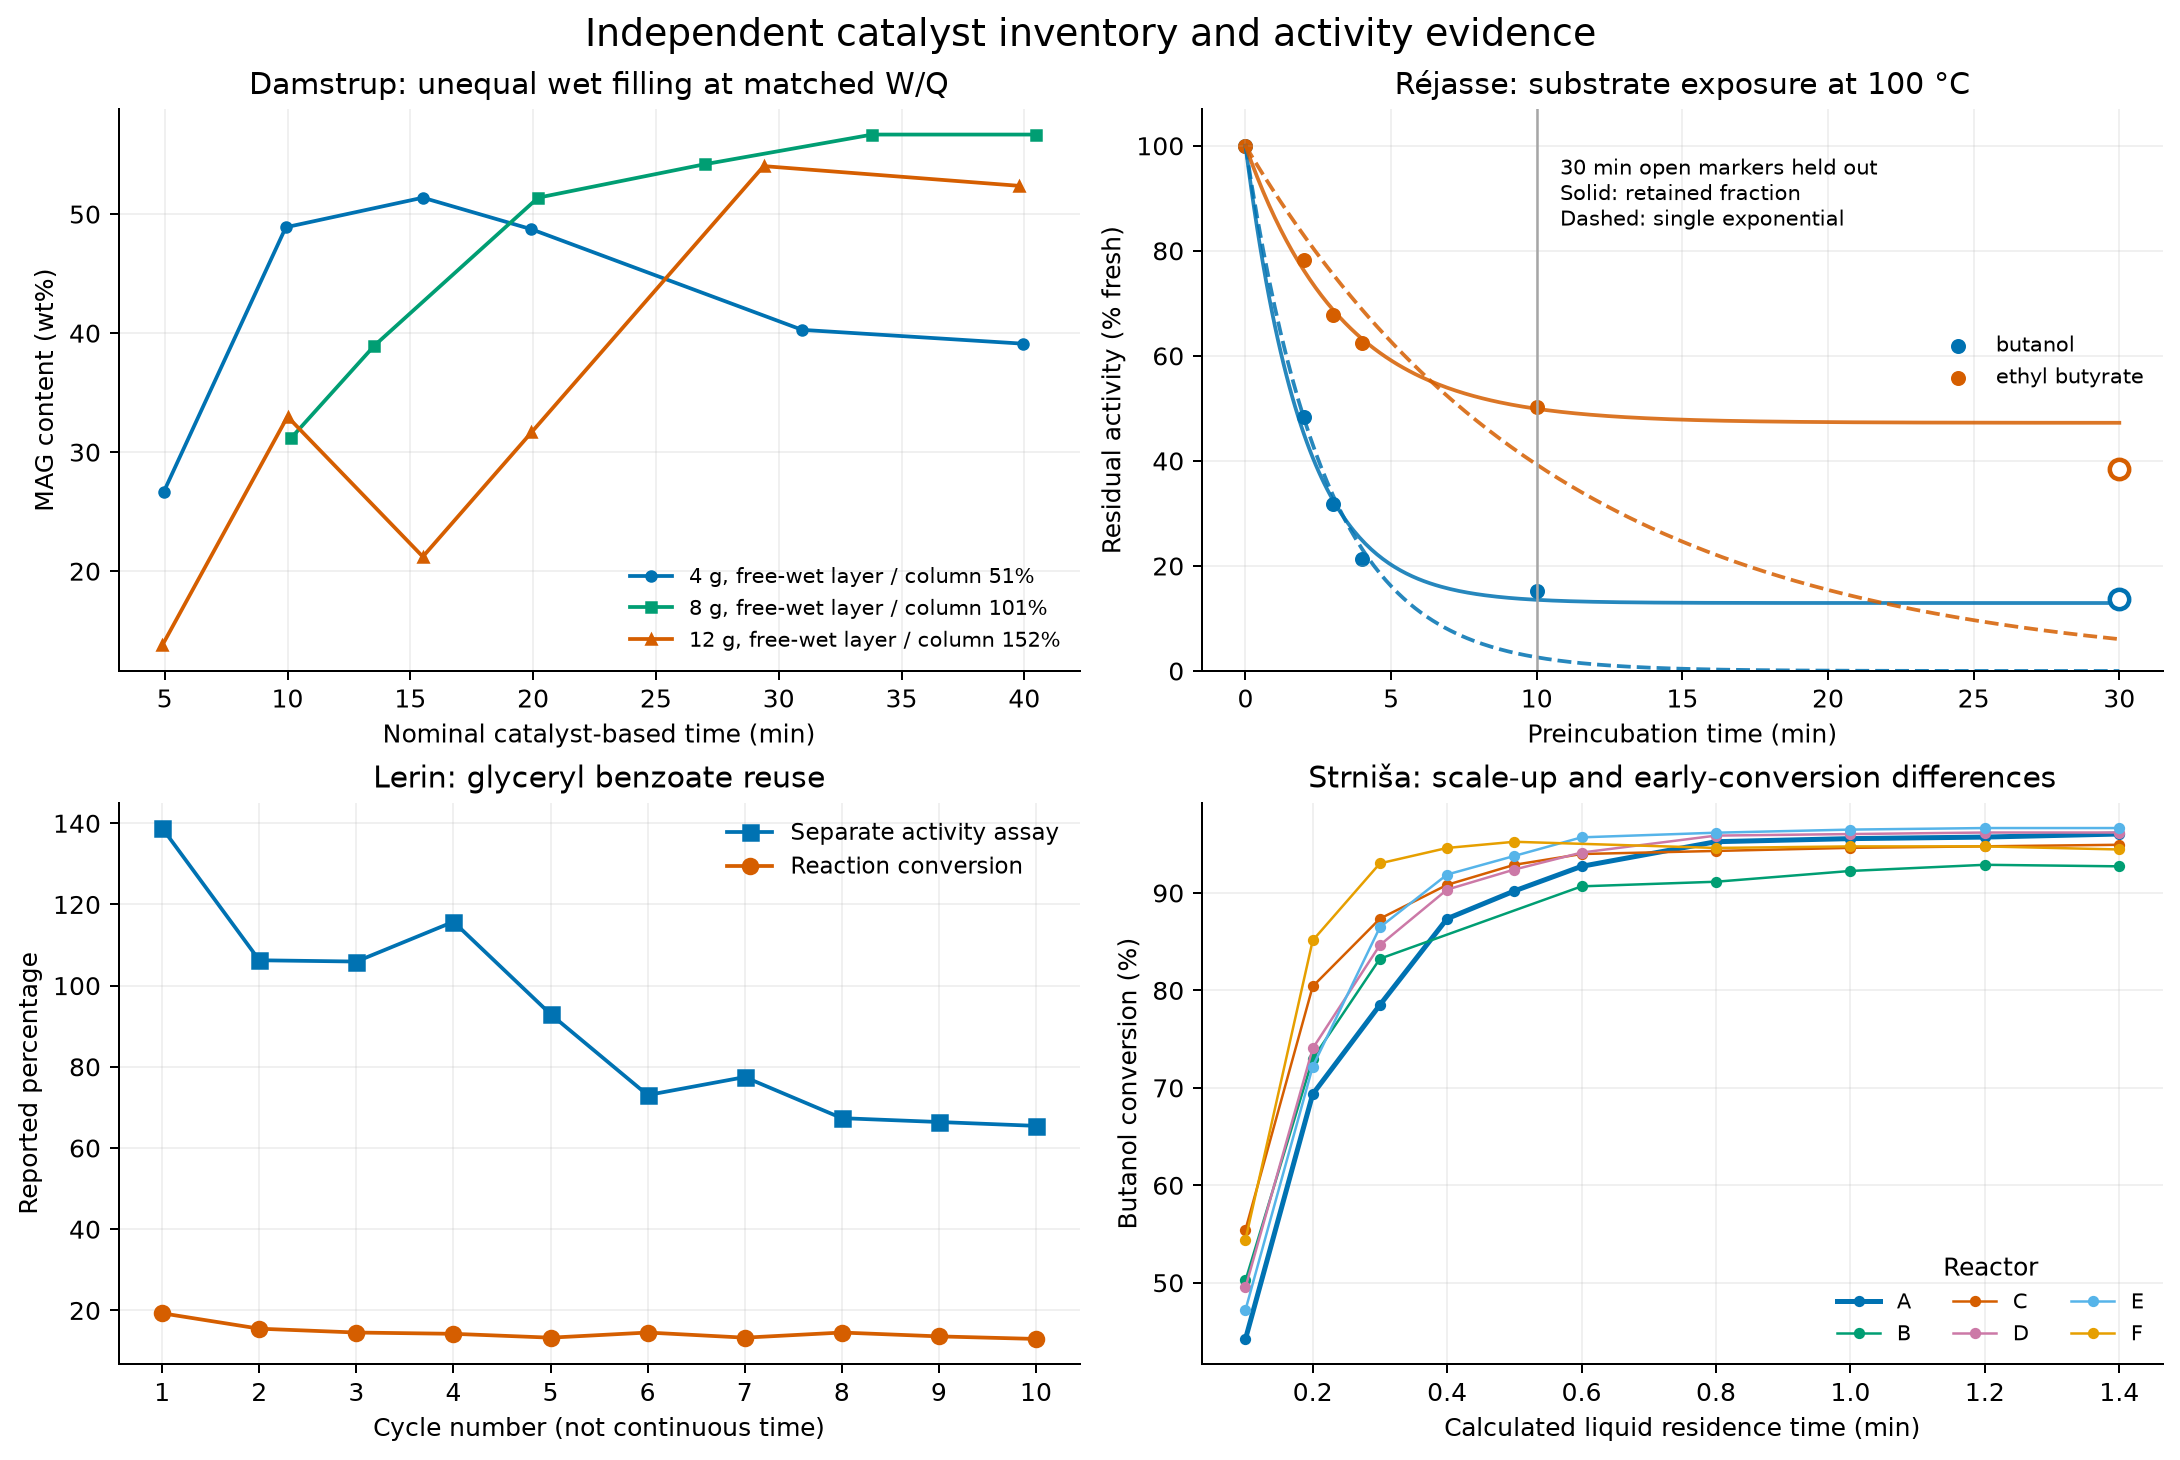 Independent catalyst inventory and activity evidence
Damstrup: unequal wet filling at matched W/Q
MAG content (wt%)
50
40
30
20
4 g, free-wet layer / column 51%
8 g, free-wet layer / column 101%
12 g, free-wet layer / column 152%
5 10 15 20 25 30 35 40
Nominal catalyst-based time (min)
Réjasse: substrate exposure at 100 °C
Residual activity (% fresh)
100
80
60
40
20
0
30 min open markers held out
Solid: retained fraction
Dashed: single exponential
butanol
ethyl butyrate
0 5 10 15 20 25 30
Preincubation time (min)
Lerin: glyceryl benzoate reuse
Reported percentage
140
120
100
80
60
40
20
Separate activity assay
Reaction conversion
1 2 3 4 5 6 7 8 9 10
Cycle number (not continuous time)
Strniša: scale-up and early-conversion differences
Butanol conversion (%)
90
80
70
60
50
Reactor
A C E
B D F
0.2 0.4 0.6 0.8 1.0 1.2 1.4
Calculated liquid residence time (min)